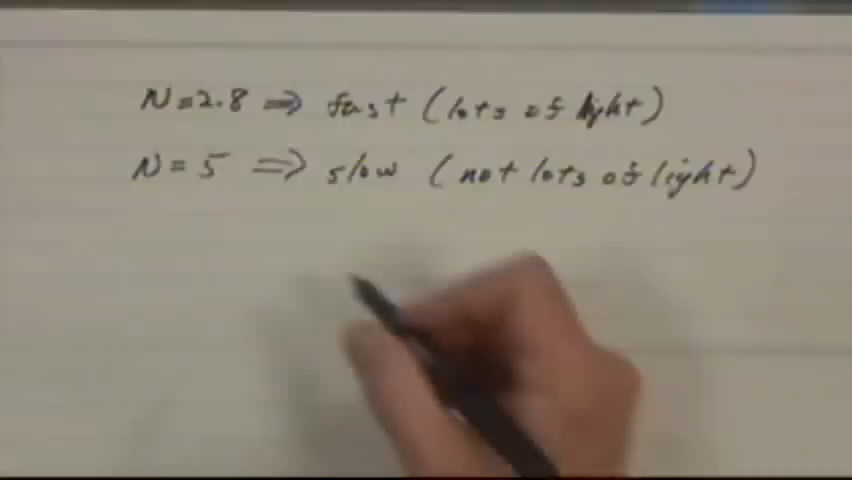 N=2.8 ⇒ fast (lots of light)
N=5 ⇒ slow (not lots of light)